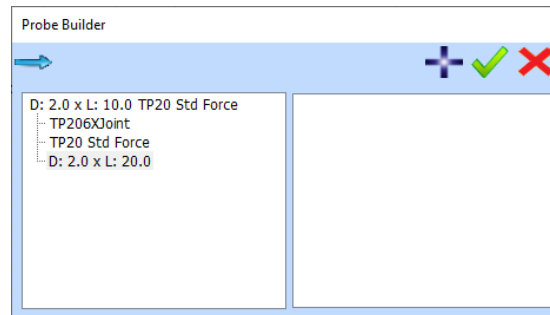 Probe Builder
D: 2.0 x L: 10.0 TP20 Std Force
TP206XJoint
TP20 Std Force
D: 2.0 x L: 20.0